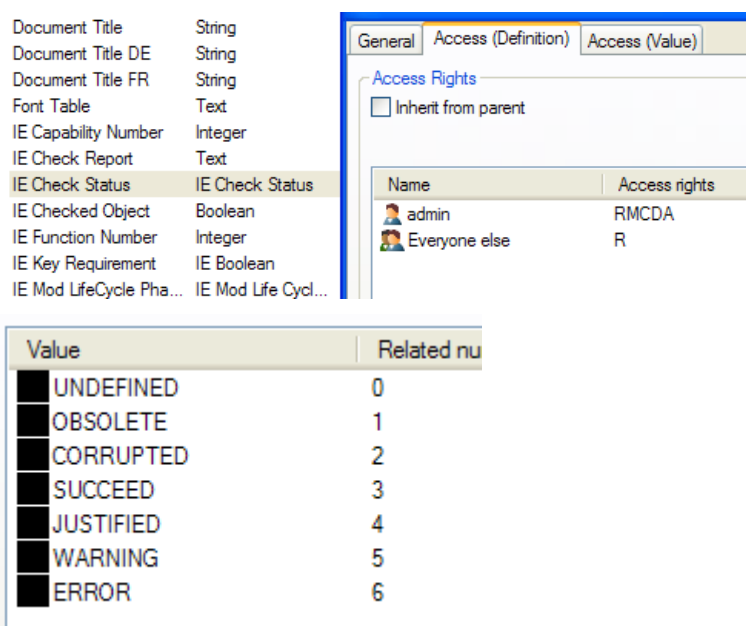 Document Title String
Document Title DE String
Document Title FR String
Font Table Text
IE Capability Number Integer
IE Check Report Text
IE Check Status IE Check Status
IE Checked Object Boolean
IE Function Number Integer
IE Key Requirement IE Boolean
IE Mod LifeCycle Pha... IE Mod Life Cycl...
General Access (Definition) Access (Value)
Access Rights
Inherit from parent
Name Access rights
admin RMCDA
Everyone else R
Value Related nu
UNDEFINED 0
OBSOLETE 1
CORRUPTED 2
SUCCEED 3
JUSTIFIED 4
WARNING 5
ERROR 6